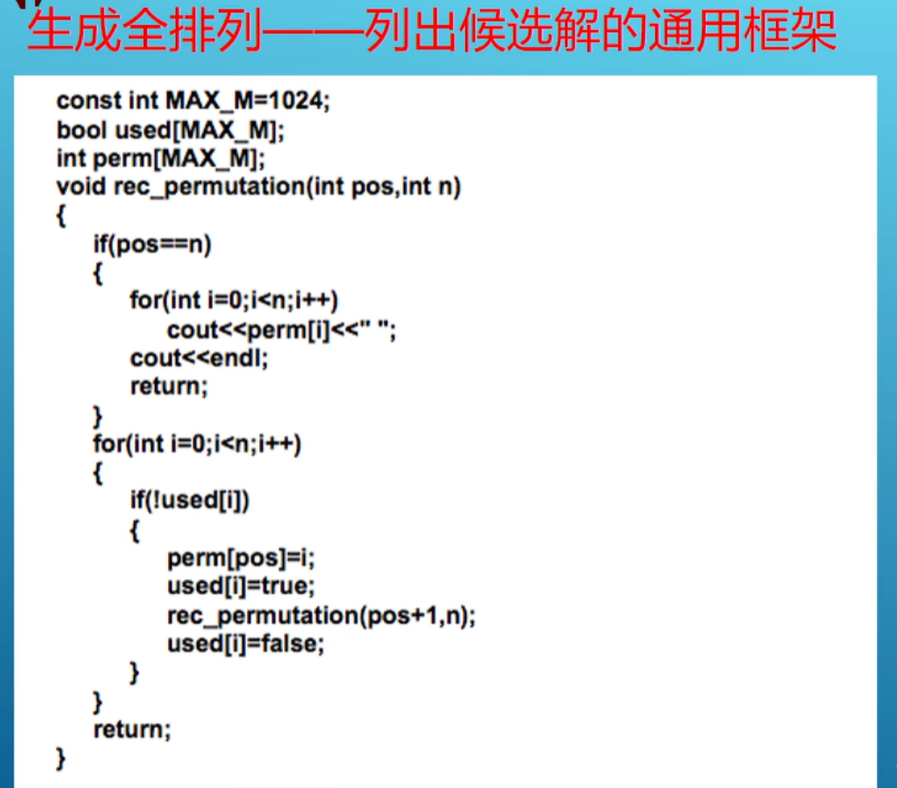 生成全排列——列出候选解的通用框架
const int MAX_M=1024;
bool used[MAX_M];
int perm[MAX_M];
void rec_permutation(int pos,int n)
{
if(pos==n)
{
for(int i=0;i<n;i++)
cout<<perm[i]<<" ";
cout<<endl;
return;
}
for(int i=0;i<n;i++)
{
if(!used[i])
{
perm[pos]=i;
used[i]=true;
rec_permutation(pos+1,n);
used[i]=false;
}
}
return;
}